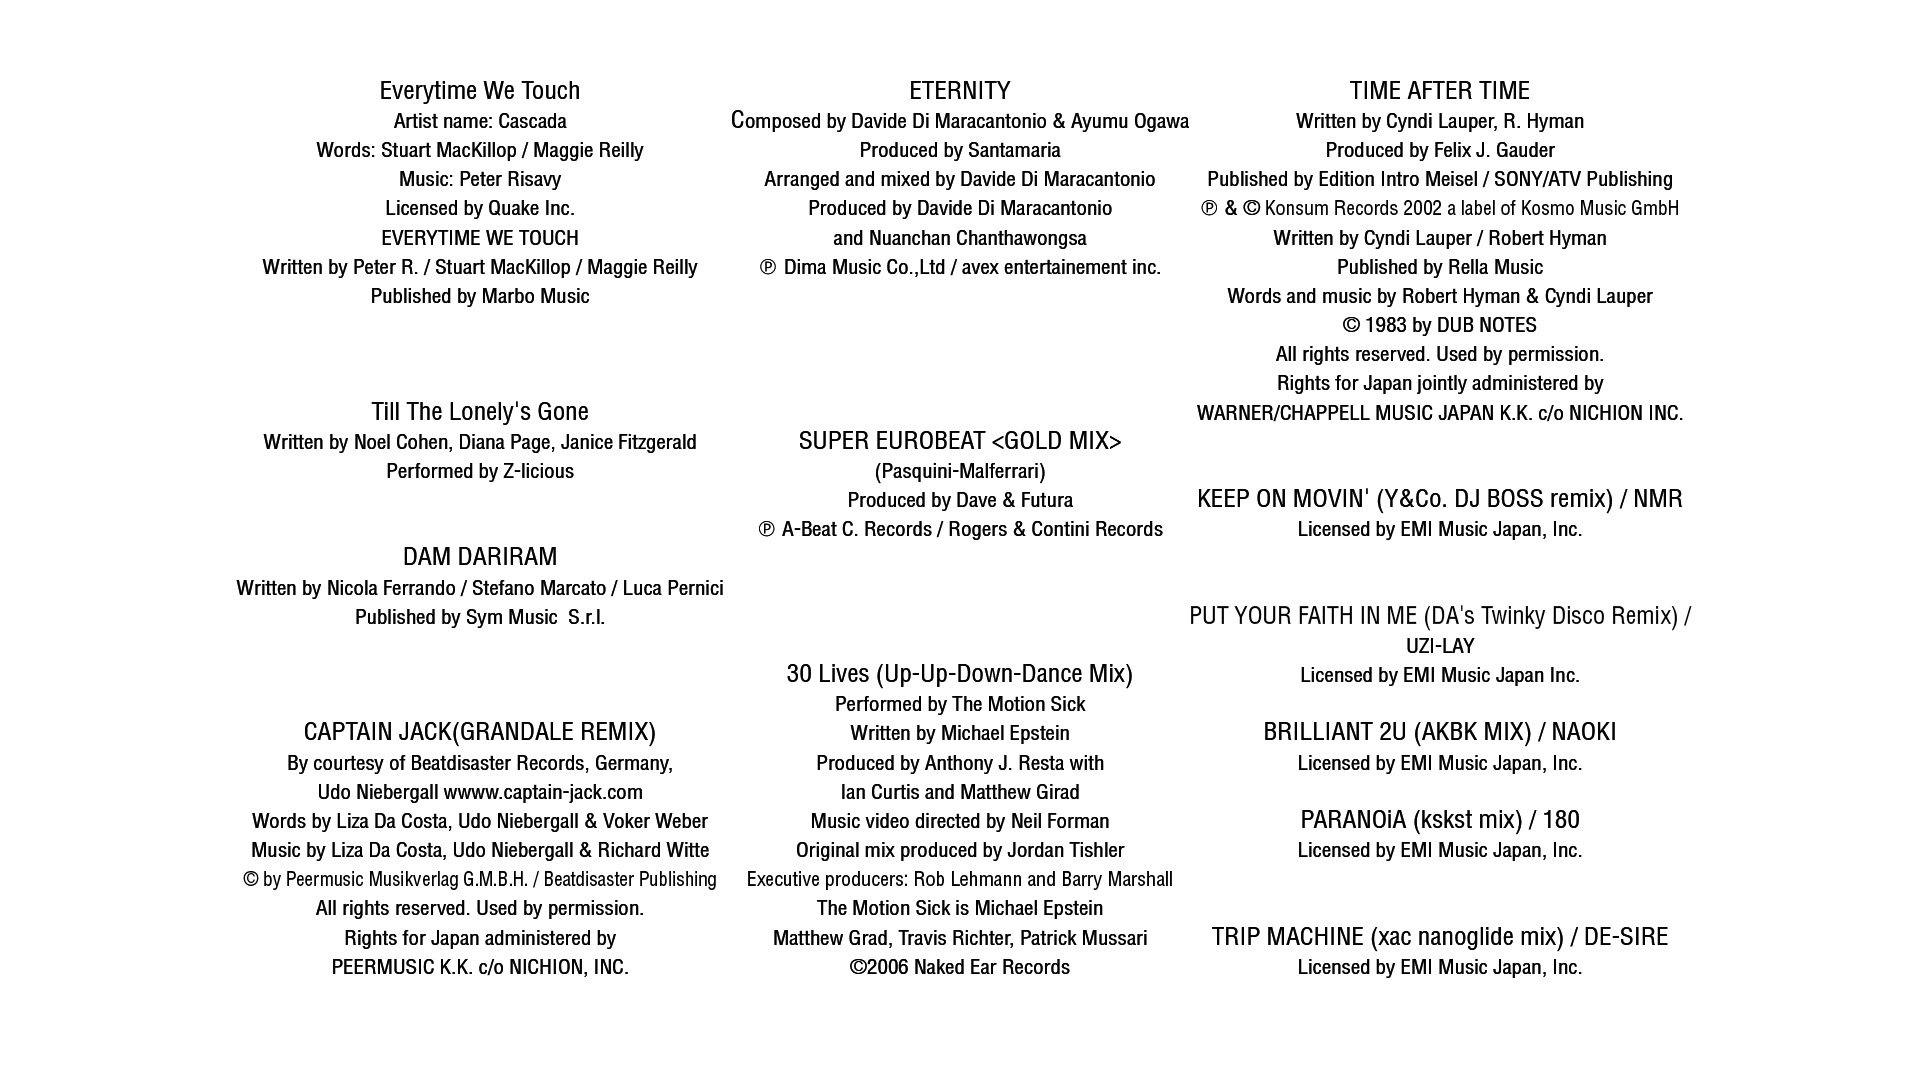 Everytime We Touch
Artist name: Cascada
Words: Stuart MacKillop / Maggie Reilly
Music: Peter Risavy
Licensed by Quake Inc.
EVERYTIME WE TOUCH
Written by Peter R. / Stuart MacKillop / Maggie Reilly
Published by Marbo Music
Till The Lonely's Gone
Written by Noel Cohen, Diana Page, Janice Fitzgerald
Performed by Z-licious
DAM DARIRAM
Written by Nicola Ferrando / Stefano Marcato / Luca Pernici
Published by Sym Music  S.r.l.
CAPTAIN JACK(GRANDALE REMIX)
By courtesy of Beatdisaster Records, Germany,
Udo Niebergall wwww.captain-jack.com
Words by Liza Da Costa, Udo Niebergall & Voker Weber
Music by Liza Da Costa, Udo Niebergall & Richard Witte
© by Peermusic Musikverlag G.M.B.H. / Beatdisaster Publishing
All rights reserved. Used by permission.
Rights for Japan administered by
PEERMUSIC K.K. c/o NICHION, INC.
ETERNITY
Composed by Davide Di Maracantonio & Ayumu Ogawa
Produced by Santamaria
Arranged and mixed by Davide Di Maracantonio
Produced by Davide Di Maracantonio
and Nuanchan Chanthawongsa
℗ Dima Music Co.,Ltd / avex entertainement inc.
SUPER EUROBEAT <GOLD MIX>
(Pasquini-Malferrari)
Produced by Dave & Futura
℗ A-Beat C. Records / Rogers & Contini Records
30 Lives (Up-Up-Down-Dance Mix)
Performed by The Motion Sick
Written by Michael Epstein
Produced by Anthony J. Resta with
Ian Curtis and Matthew Girad
Music video directed by Neil Forman
Original mix produced by Jordan Tishler
Executive producers: Rob Lehmann and Barry Marshall
The Motion Sick is Michael Epstein
Matthew Grad, Travis Richter, Patrick Mussari
©2006 Naked Ear Records
TIME AFTER TIME
Written by Cyndi Lauper, R. Hyman
Produced by Felix J. Gauder
Published by Edition Intro Meisel / SONY/ATV Publishing
℗ & © Konsum Records 2002 a label of Kosmo Music GmbH
Written by Cyndi Lauper / Robert Hyman
Published by Rella Music
Words and music by Robert Hyman & Cyndi Lauper
© 1983 by DUB NOTES
All rights reserved. Used by permission.
Rights for Japan jointly administered by
WARNER/CHAPPELL MUSIC JAPAN K.K. c/o NICHION INC.
KEEP ON MOVIN' (Y&Co. DJ BOSS remix) / NMR
Licensed by EMI Music Japan, Inc.
PUT YOUR FAITH IN ME (DA's Twinky Disco Remix) /
UZI-LAY
Licensed by EMI Music Japan Inc.
BRILLIANT 2U (AKBK MIX) / NAOKI
Licensed by EMI Music Japan, Inc.
PARANOiA (kskst mix) / 180
Licensed by EMI Music Japan, Inc.
TRIP MACHINE (xac nanoglide mix) / DE-SIRE
Licensed by EMI Music Japan, Inc.